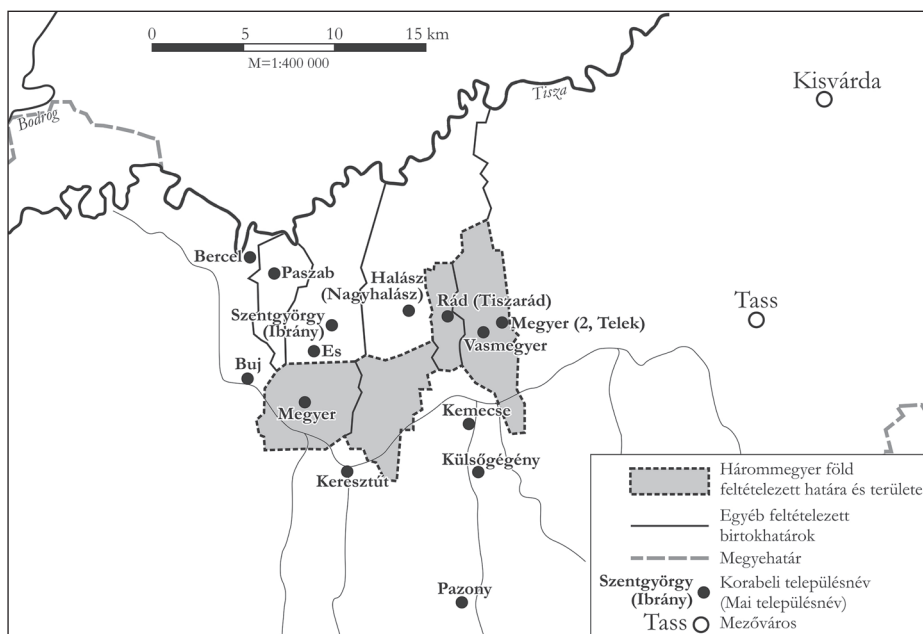 0 5 10 15 km
M=1:400 000
Tisza
Kisvárda
Bodrog
Bercel
Paszab
Halász
(Nagyhalász)
Rád (Tiszarád)
Tass
Szentgyörgy
(Ibrány)
Megyer (2, Telek)
Vasmegyer
Es
Buj
Megyer
Kemecse
Külsőgégény
Keresztút
Pazony
Hárommegyer föld
feltételezett határa és területe
Egyéb feltételezett
birtokhatárok
Megyehatár
Szentgyörgy
(Ibrány)
Korabeli településnév
(Mai településnév)
Tass Mezőváros